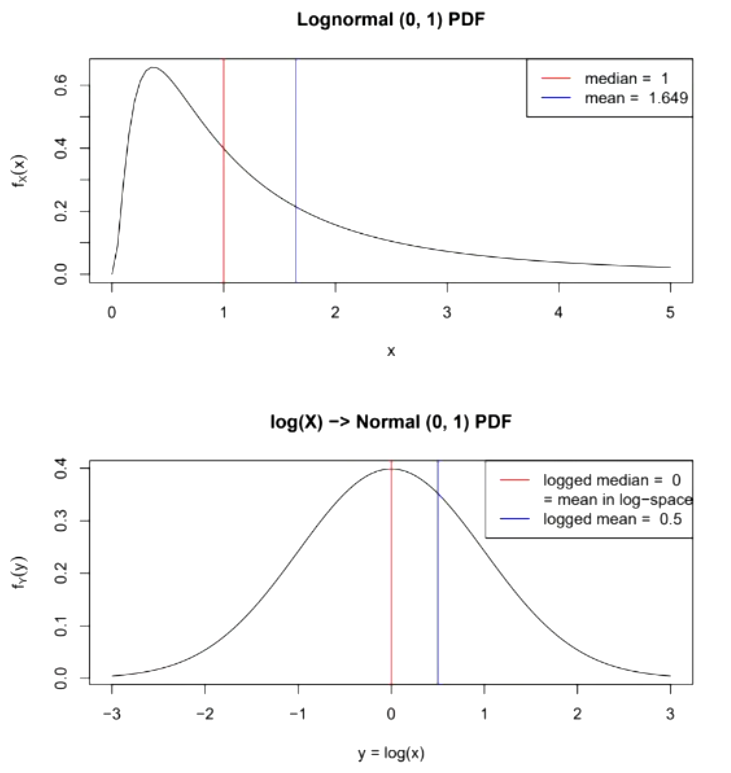 Lognormal (0, 1) PDF
median = 1
mean = 1.649
fX(x)
0.0 0.2 0.4 0.6
0 1 2 3 4 5
x
log(X) −> Normal (0, 1) PDF
logged median = 0
= mean in log−space
logged mean = 0.5
fY(y)
0.0 0.1 0.2 0.3 0.4
−3 −2 −1 0 1 2 3
y = log(x)